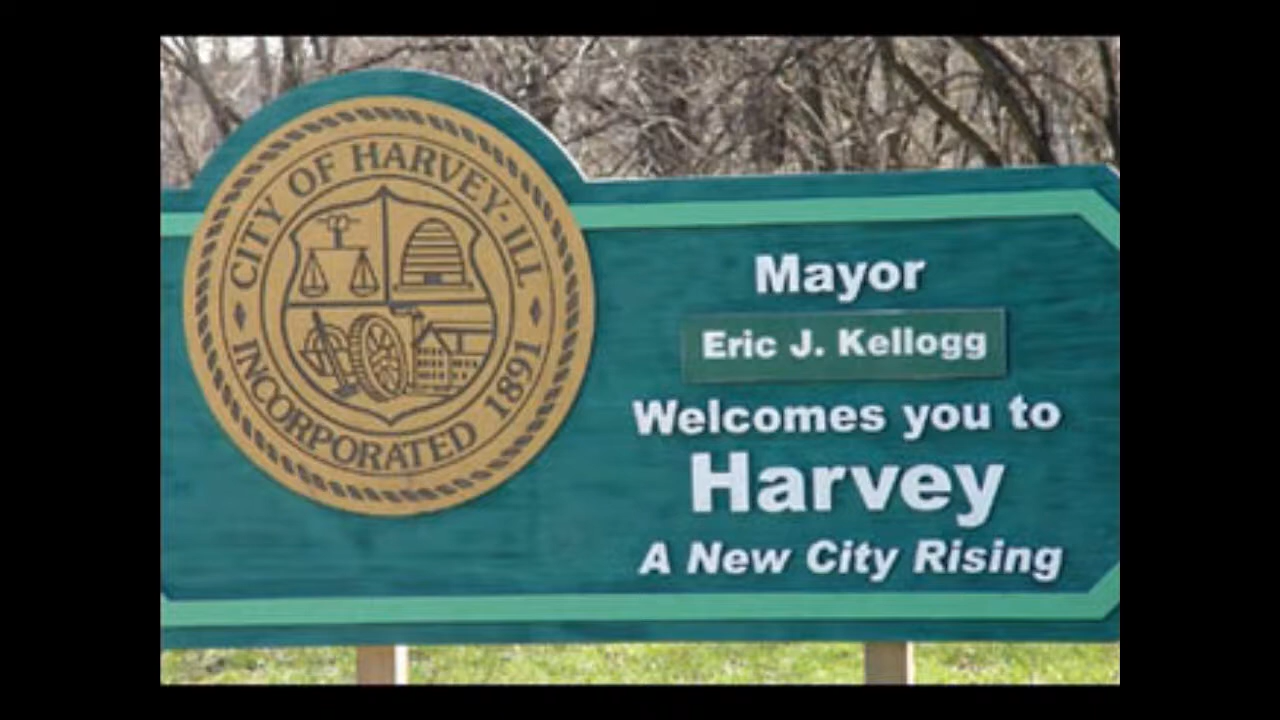 CITY OF HARVEY-ILL
INCORPORATED 1891
Mayor
Eric J. Kellogg
Welcomes you to
Harvey
A New City Rising